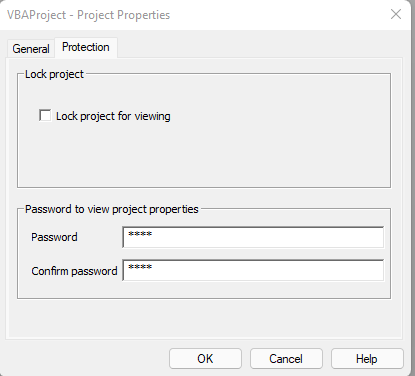 VBAProject - Project Properties
General Protection
Lock project
Lock project for viewing
Password to view project properties
Password ****
Confirm password ****
OK Cancel Help